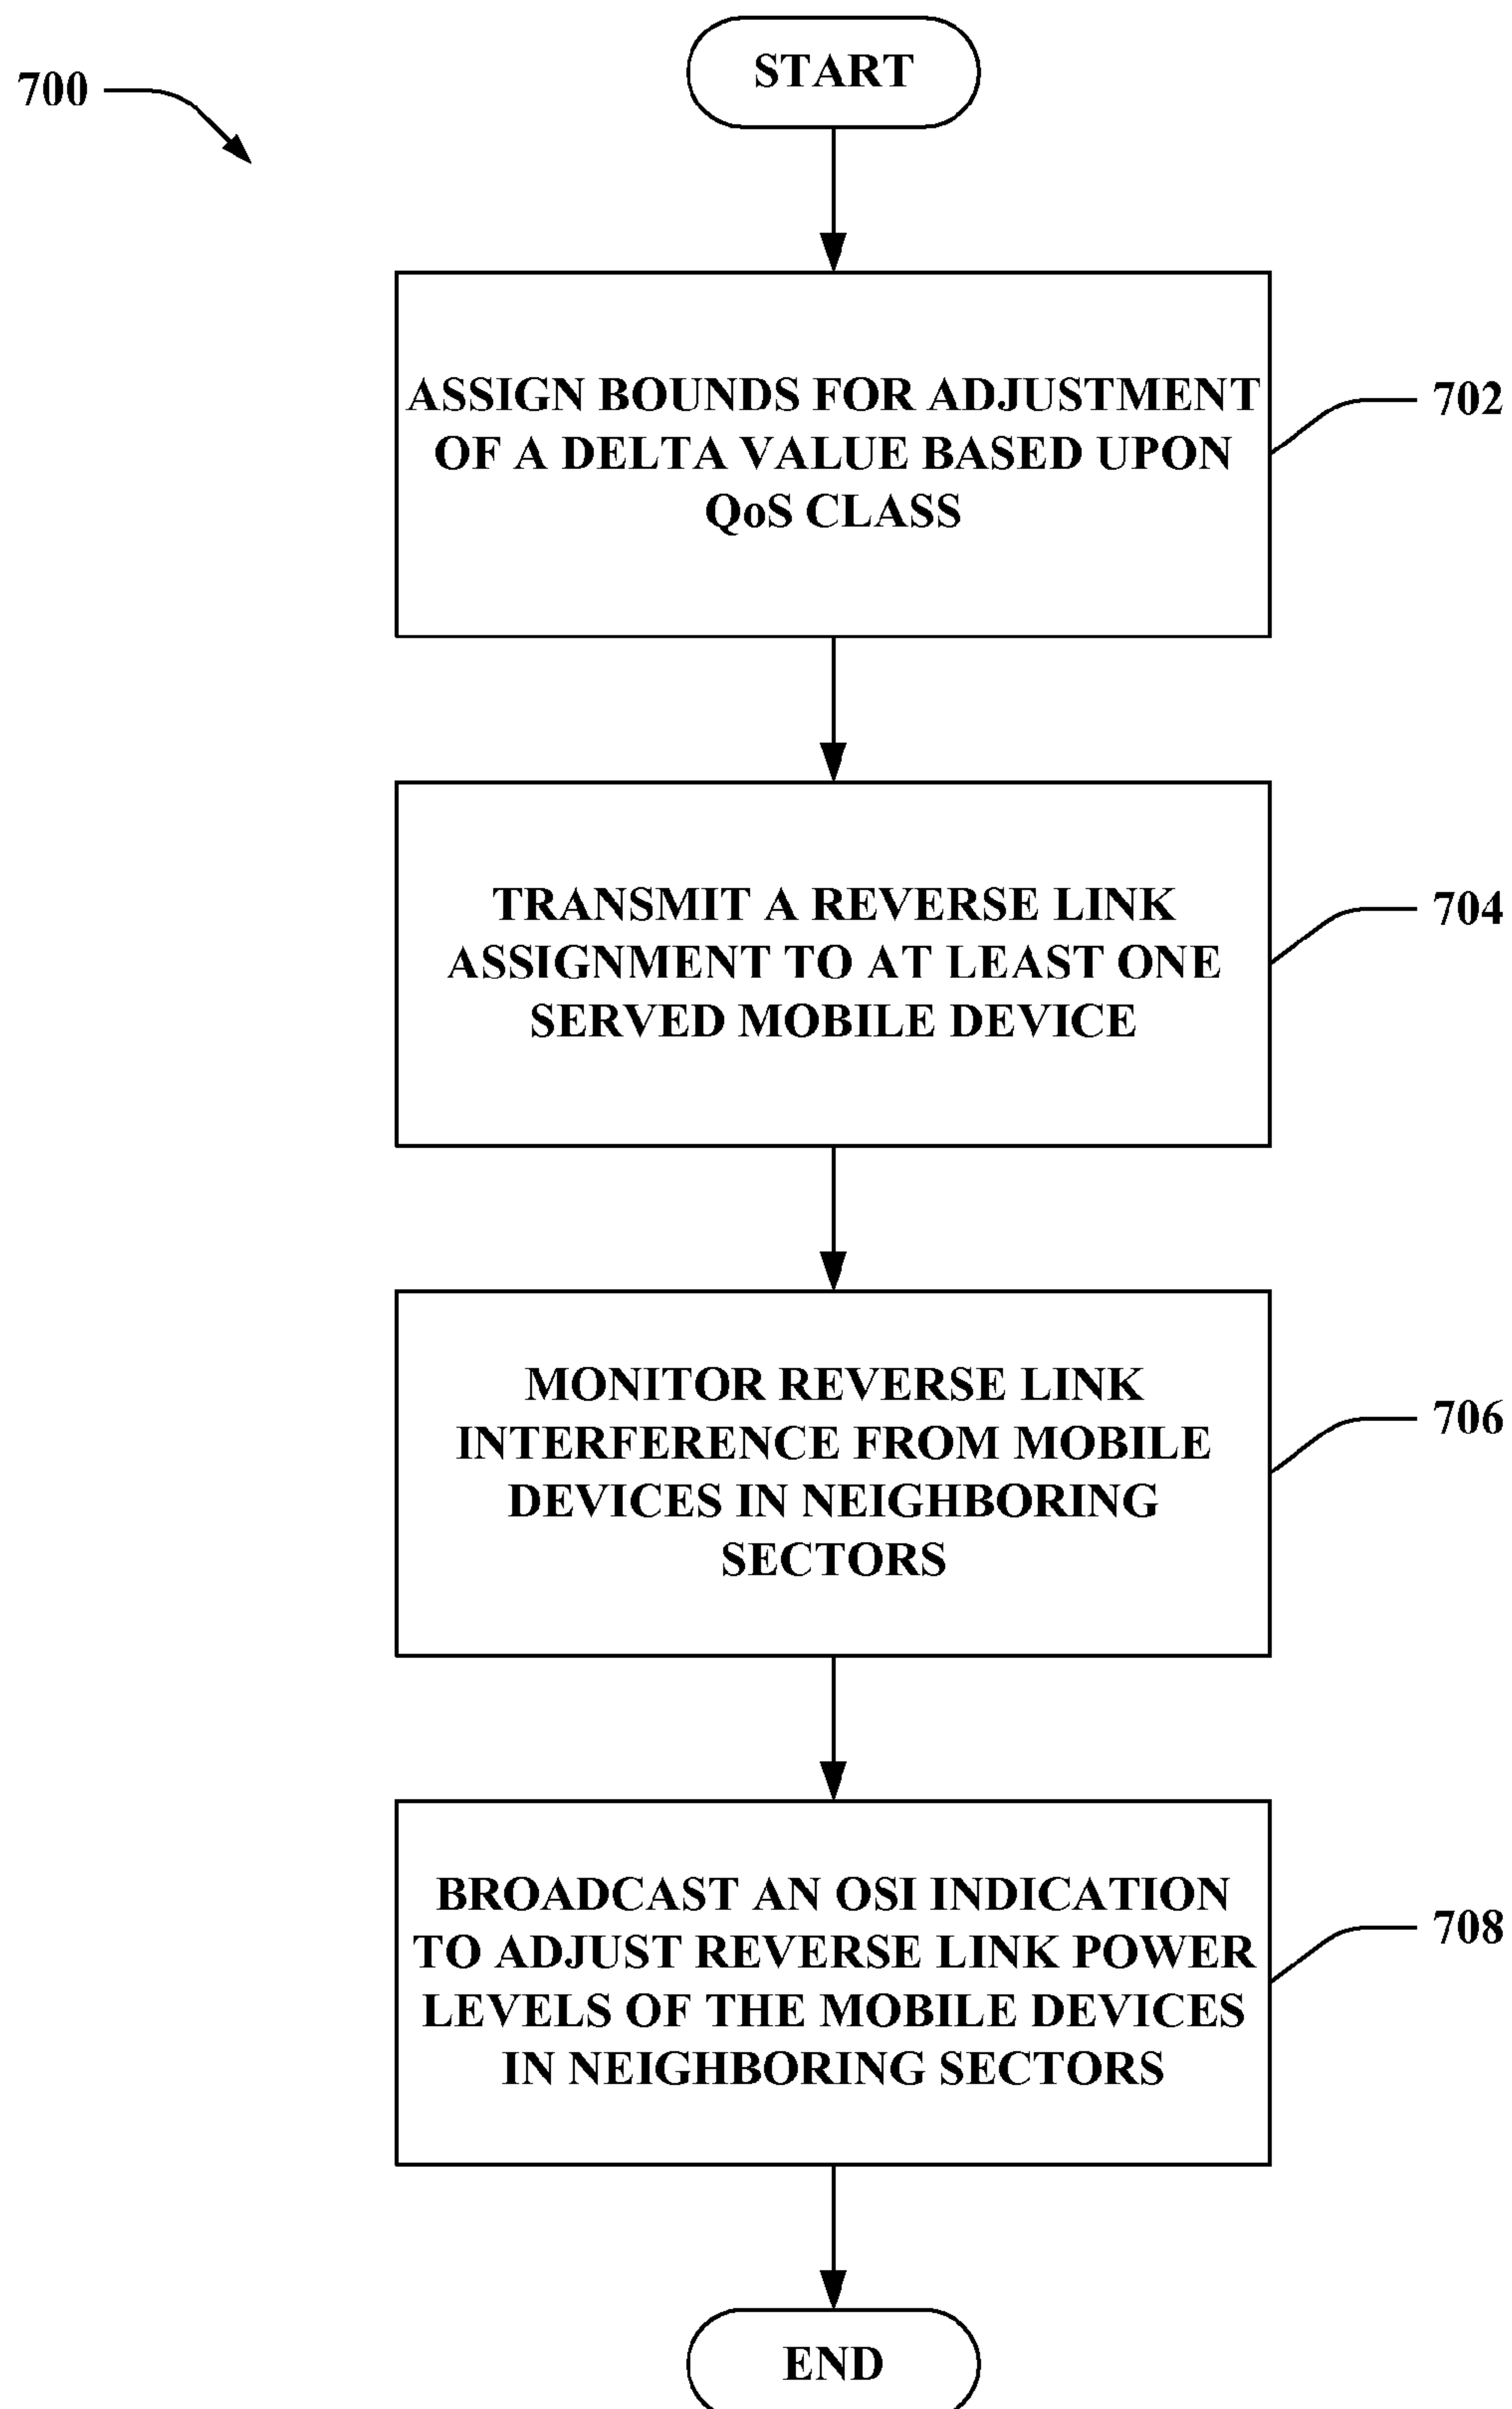 START
700
ASSIGN BOUNDS FOR ADJUSTMENT
OF A DELTA VALUE BASED UPON
QoS CLASS
702
TRANSMIT A REVERSE LINK
ASSIGNMENT TO AT LEAST ONE
SERVED MOBILE DEVICE
704
MONITOR REVERSE LINK
INTERFERENCE FROM MOBILE
DEVICES IN NEIGHBORING
SECTORS
706
BROADCAST AN OSI INDICATION
TO ADJUST REVERSE LINK POWER
LEVELS OF THE MOBILE DEVICES
IN NEIGHBORING SECTORS
708
END